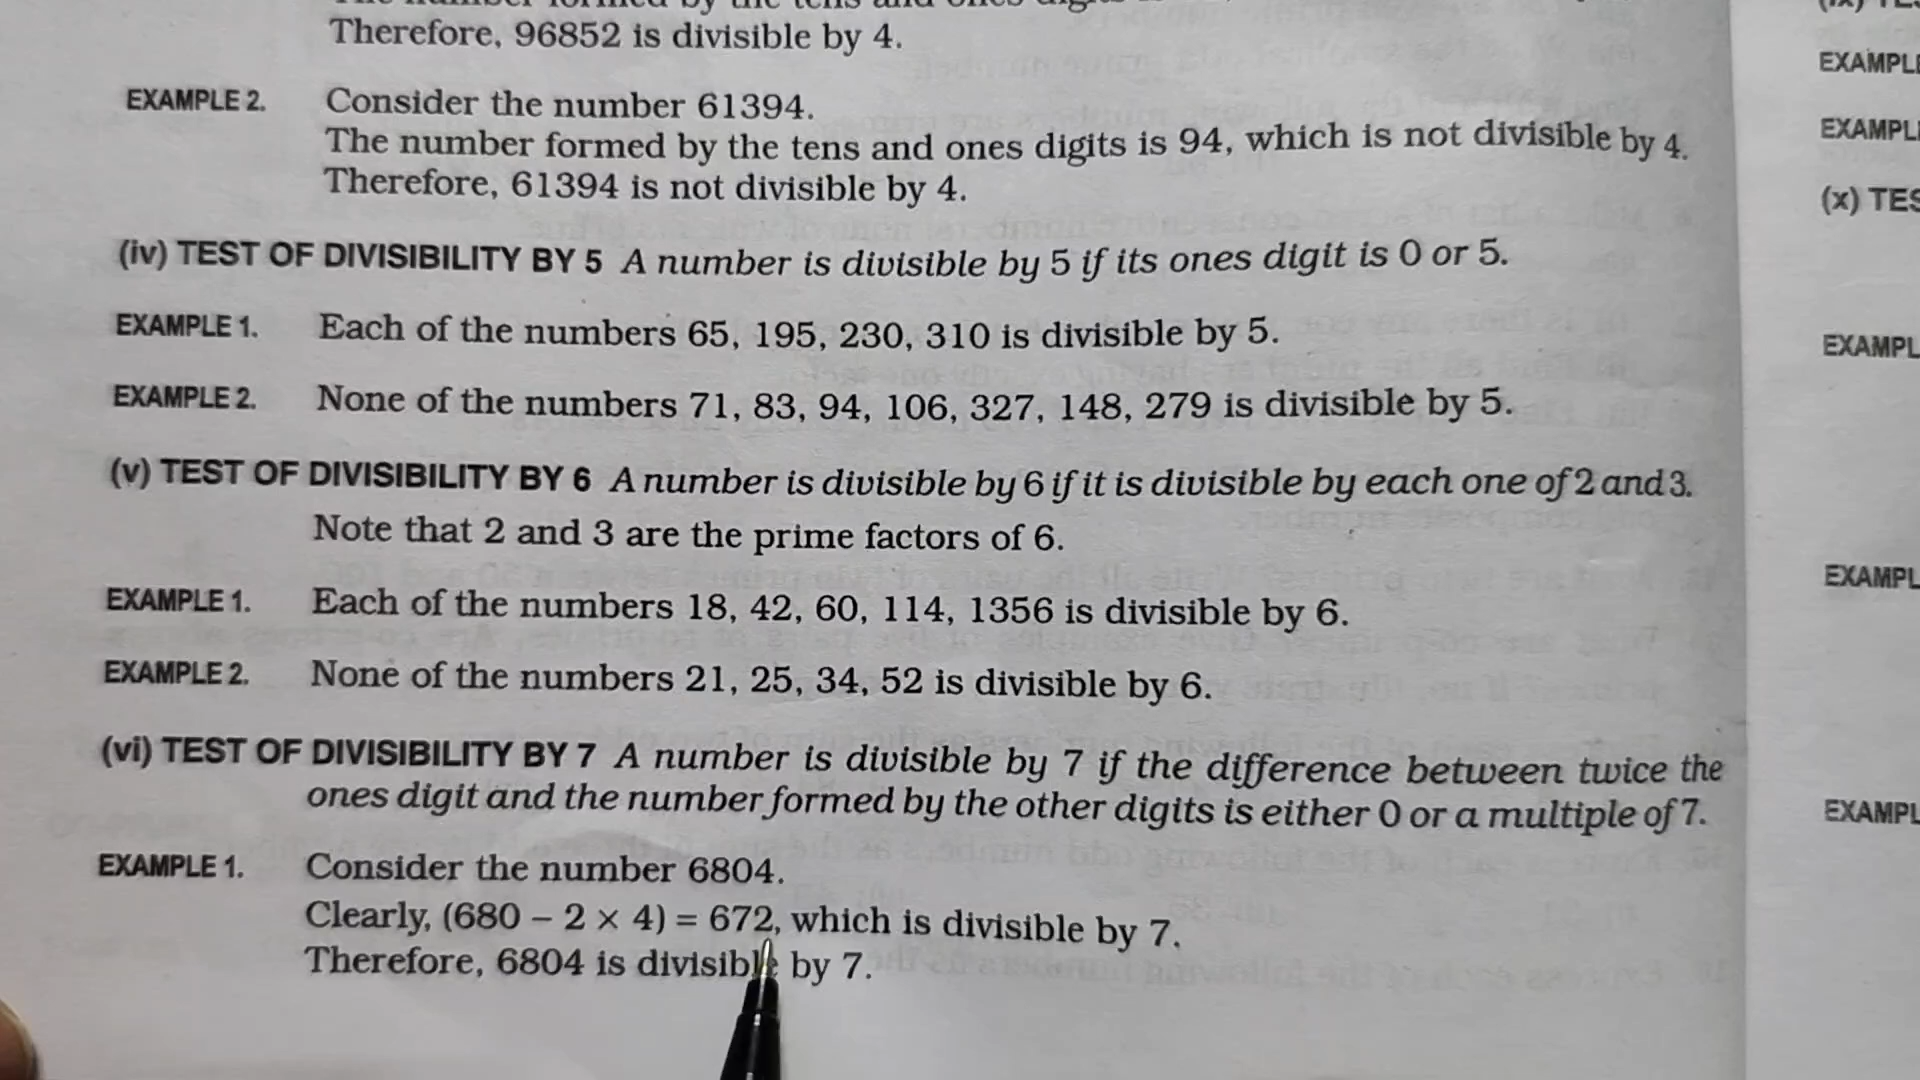 Therefore, 96852 is divisible by 4.
EXAMPLE 2. Consider the number 61394.
The number formed by the tens and ones digits is 94, which is not divisible by 4.
Therefore, 61394 is not divisible by 4.
(iv) TEST OF DIVISIBILITY BY 5 A number is divisible by 5 if its ones digit is 0 or 5.
EXAMPLE 1. Each of the numbers 65, 195, 230, 310 is divisible by 5.
EXAMPLE 2. None of the numbers 71, 83, 94, 106, 327, 148, 279 is divisible by 5.
(v) TEST OF DIVISIBILITY BY 6 A number is divisible by 6 if it is divisible by each one of 2 and 3.
Note that 2 and 3 are the prime factors of 6.
EXAMPLE 1. Each of the numbers 18, 42, 60, 114, 1356 is divisible by 6.
EXAMPLE 2. None of the numbers 21, 25, 34, 52 is divisible by 6.
(vi) TEST OF DIVISIBILITY BY 7 A number is divisible by 7 if the difference between twice the
ones digit and the number formed by the other digits is either 0 or a multiple of 7.
EXAMPLE 1. Consider the number 6804.
Clearly, (680 – 2 × 4) = 672, which is divisible by 7.
Therefore, 6804 is divisible by 7.
EXAMPLE
EXAMPL
(x) TES
EXAMPL
EXAMPL
EXAMPL